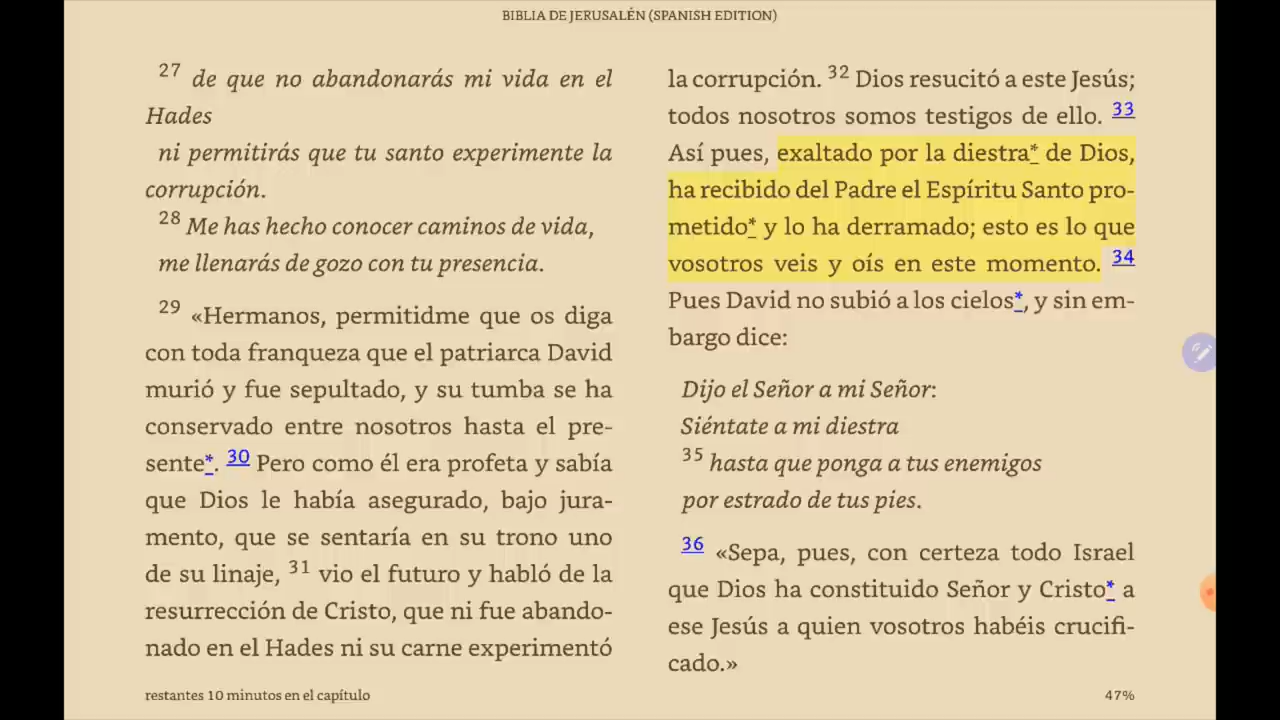 BIBLIA DE JERUSALÉN (SPANISH EDITION)
27 de que no abandonarás mi vida en el
Hades
ni permitirás que tu santo experimente la
corrupción.
28 Me has hecho conocer caminos de vida,
me llenarás de gozo con tu presencia.
29 «Hermanos, permitidme que os diga
con toda franqueza que el patriarca David
murió y fue sepultado, y su tumba se ha
conservado entre nosotros hasta el pre-
sente*. 30 Pero como él era profeta y sabía
que Dios le había asegurado, bajo jura-
mento, que se sentaría en su trono uno
de su linaje, 31 vio el futuro y habló de la
resurrección de Cristo, que ni fue abando-
nado en el Hades ni su carne experimentó
la corrupción. 32 Dios resucitó a este Jesús;
todos nosotros somos testigos de ello. 33
Así pues, exaltado por la diestra* de Dios,
ha recibido del Padre el Espíritu Santo pro-
metido* y lo ha derramado; esto es lo que
vosotros veis y oís en este momento. 34
Pues David no subió a los cielos*, y sin em-
bargo dice:
Dijo el Señor a mi Señor:
Siéntate a mi diestra
35 hasta que ponga a tus enemigos
por estrado de tus pies.
36 «Sepa, pues, con certeza todo Israel
que Dios ha constituido Señor y Cristo* a
ese Jesús a quien vosotros habéis crucifi-
cado.»
restantes 10 minutos en el capítulo
47%